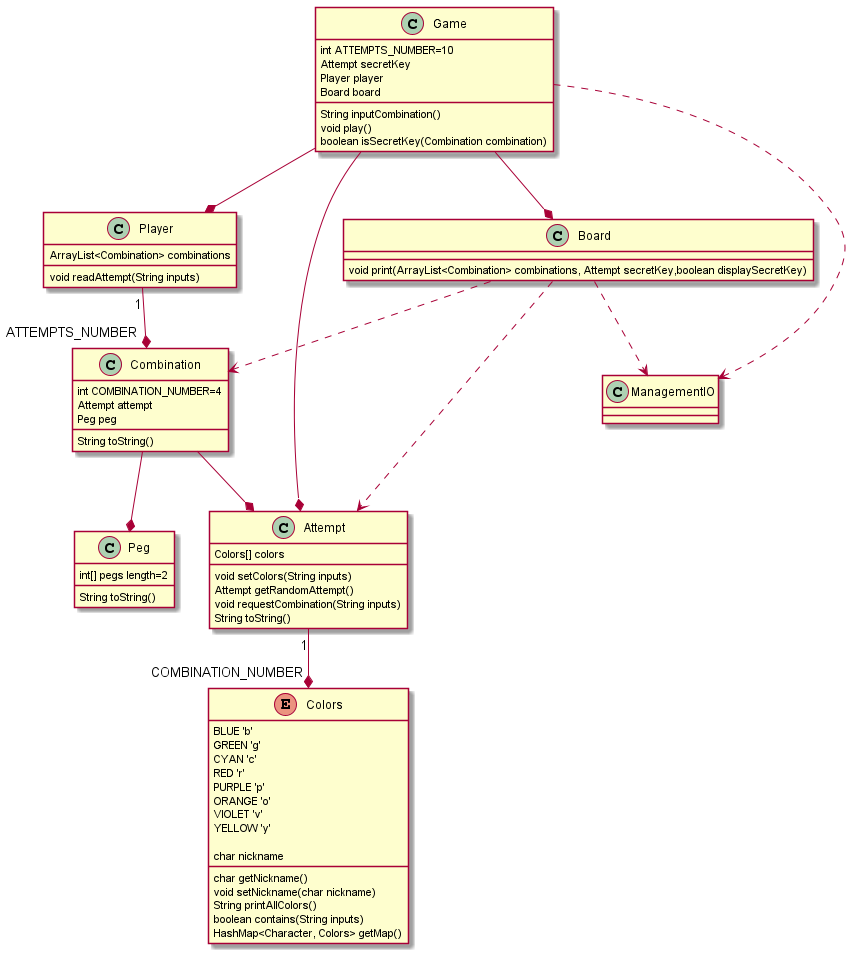 C Game
int ATTEMPTS_NUMBER=10
Attempt secretKey
Player player
Board board
String inputCombination()
void play()
boolean isSecretKey(Combination combination)
C Player
ArrayList<Combination> combinations
void readAttempt(String inputs)
C Board
void print(ArrayList<Combination> combinations, Attempt secretKey,boolean displaySecretKey)
1
ATTEMPTS_NUMBER
C Combination
int COMBINATION_NUMBER=4
Attempt attempt
Peg peg
String toString()
C ManagementIO
C Peg
int[] pegs length=2
String toString()
C Attempt
Colors[] colors
void setColors(String inputs)
Attempt getRandomAttempt()
void requestCombination(String inputs)
String toString()
1
COMBINATION_NUMBER
E Colors
BLUE 'b'
GREEN 'g'
CYAN 'c'
RED 'r'
PURPLE 'p'
ORANGE 'o'
VIOLET 'v'
YELLOW 'y'
char nickname
char getNickname()
void setNickname(char nickname)
String printAllColors()
boolean contains(String inputs)
HashMap<Character, Colors> getMap()